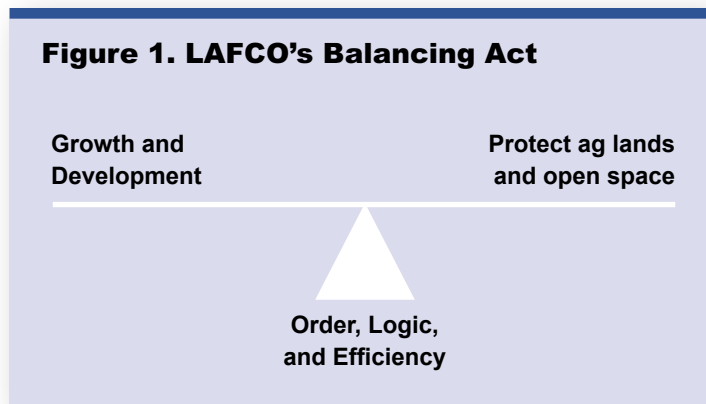 Figure 1. LAFCO’s Balancing Act
Growth and
Development
Protect ag lands
and open space
Order, Logic,
and Efficiency